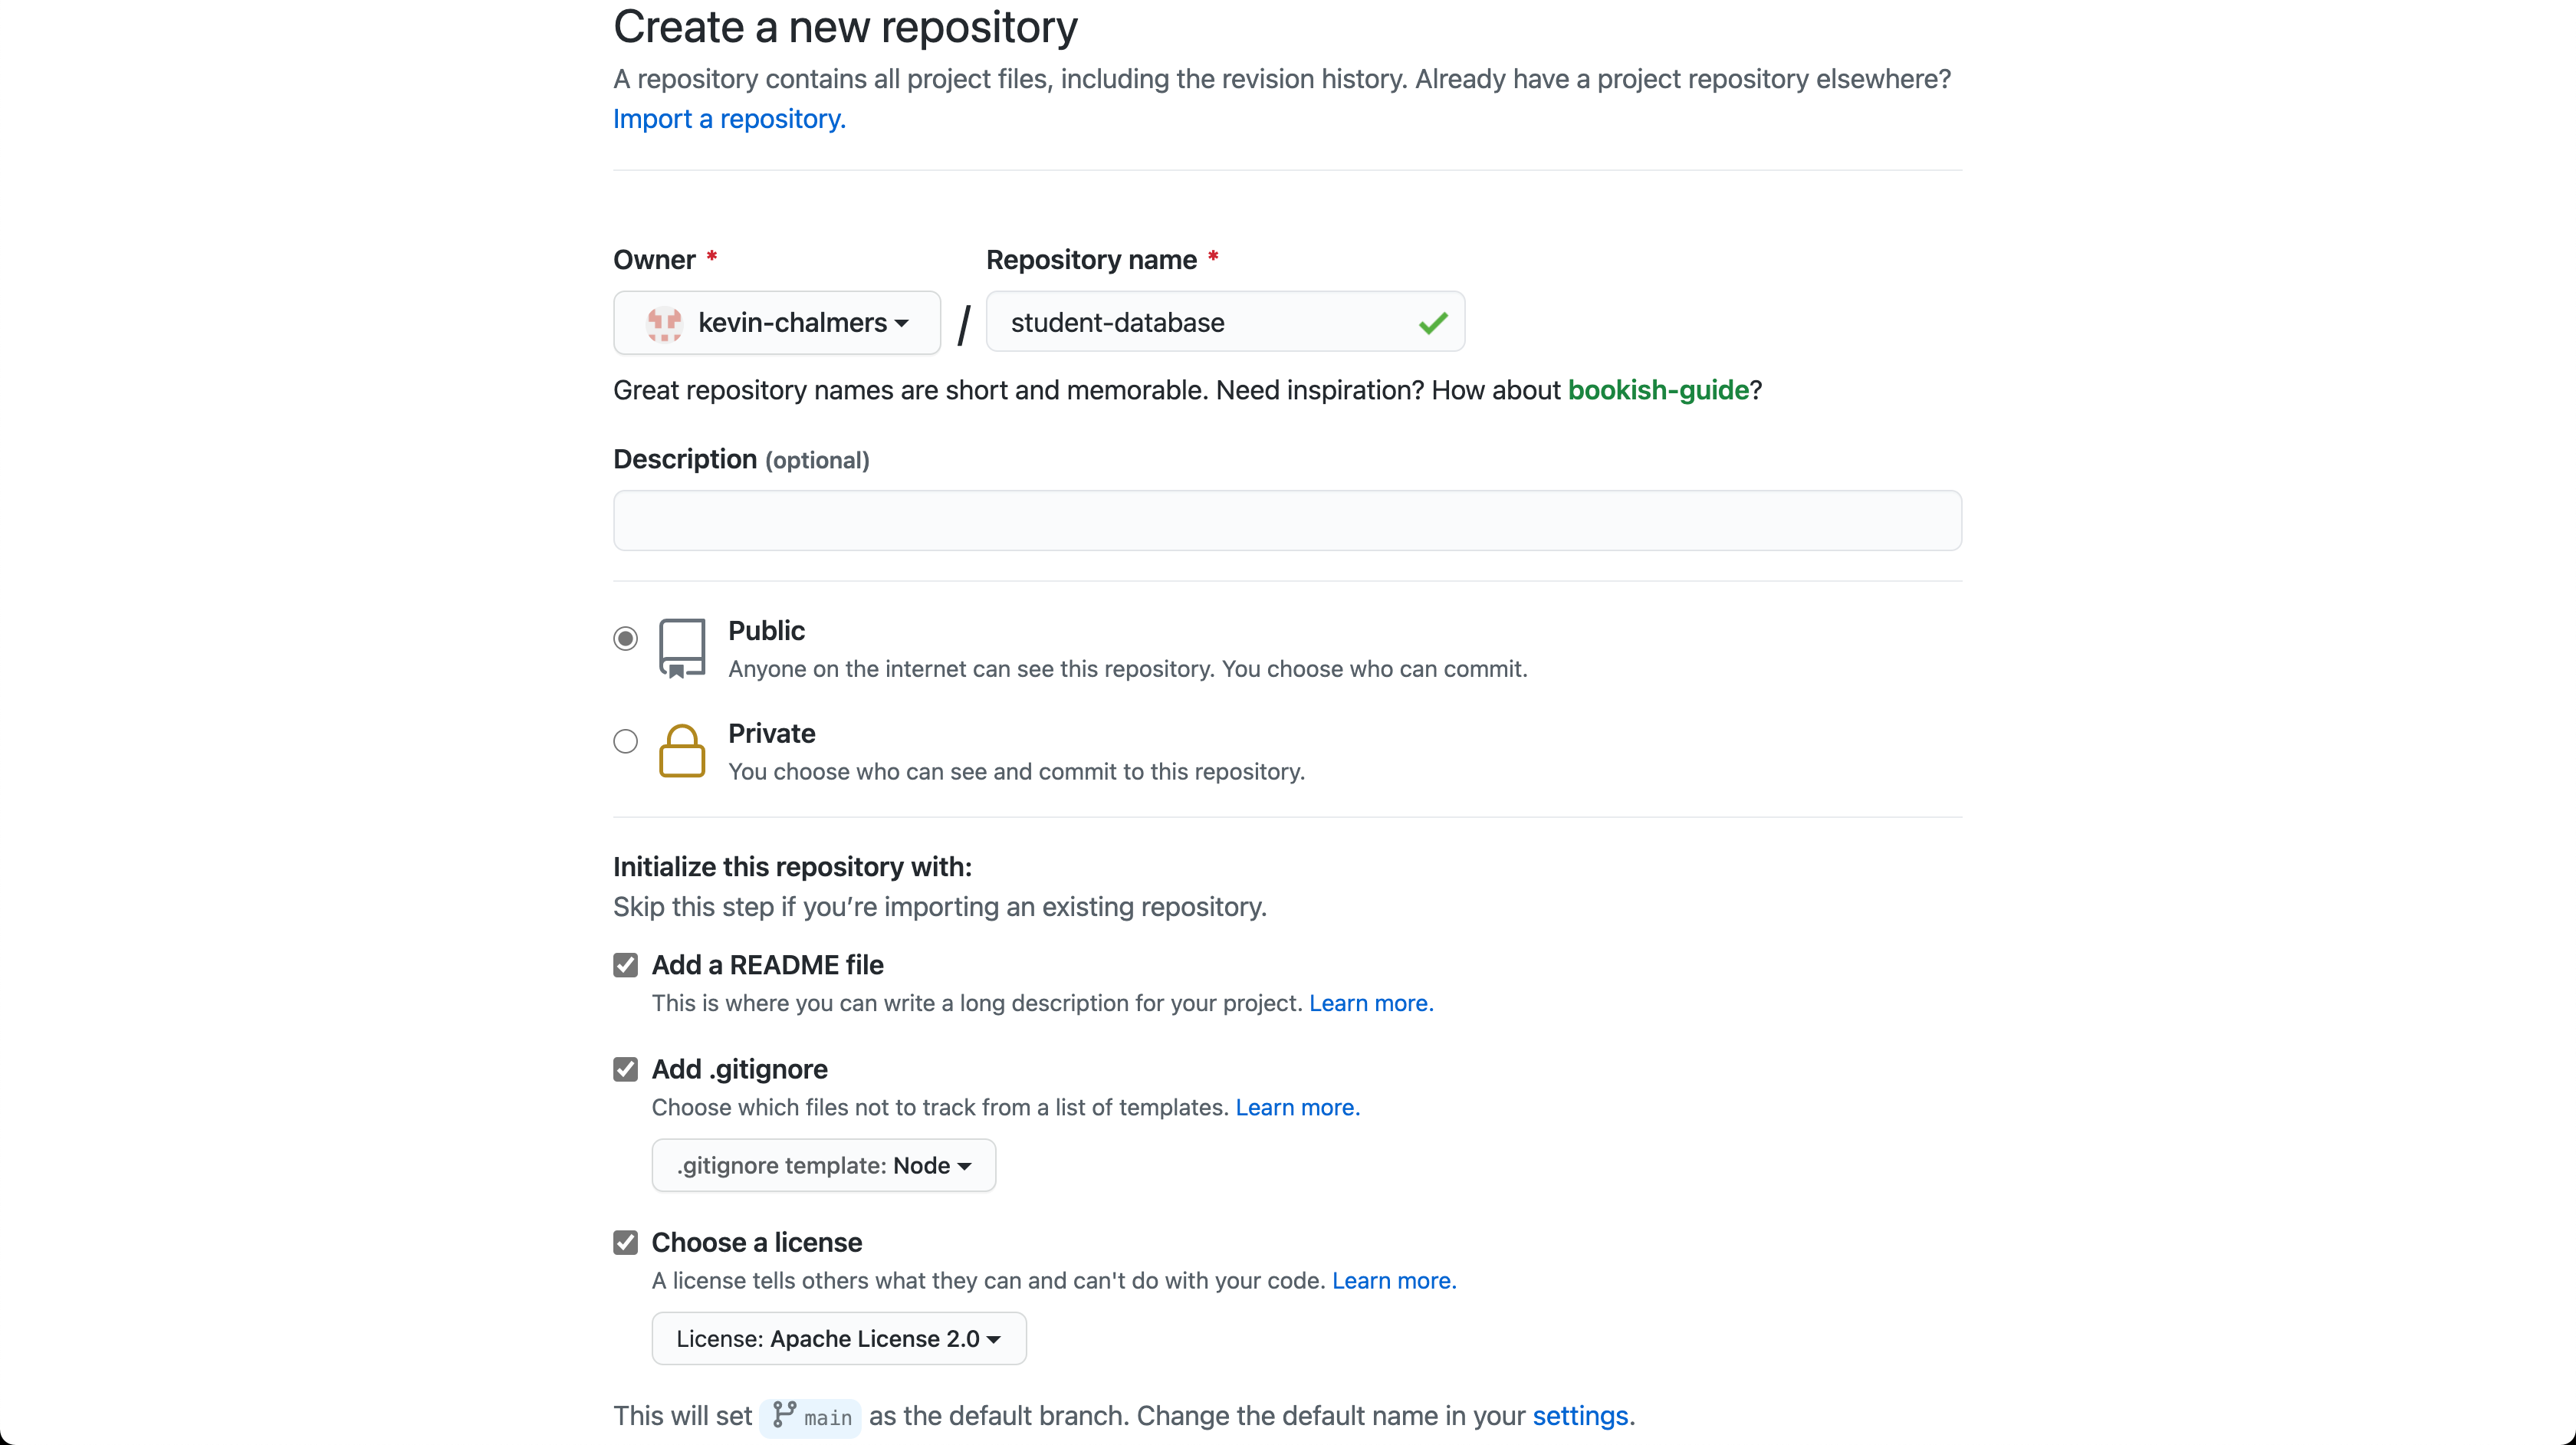 Create a new repository
A repository contains all project files, including the revision history. Already have a project repository elsewhere?
Import a repository.
Owner *
Repository name *
kevin-chalmers
/
student-database
Great repository names are short and memorable. Need inspiration? How about bookish-guide?
Description (optional)
Public
Anyone on the internet can see this repository. You choose who can commit.
Private
You choose who can see and commit to this repository.
Initialize this repository with:
Skip this step if you’re importing an existing repository.
Add a README file
This is where you can write a long description for your project. Learn more.
Add .gitignore
Choose which files not to track from a list of templates. Learn more.
.gitignore template: Node
Choose a license
A license tells others what they can and can't do with your code. Learn more.
License: Apache License 2.0
This will set main as the default branch. Change the default name in your settings.